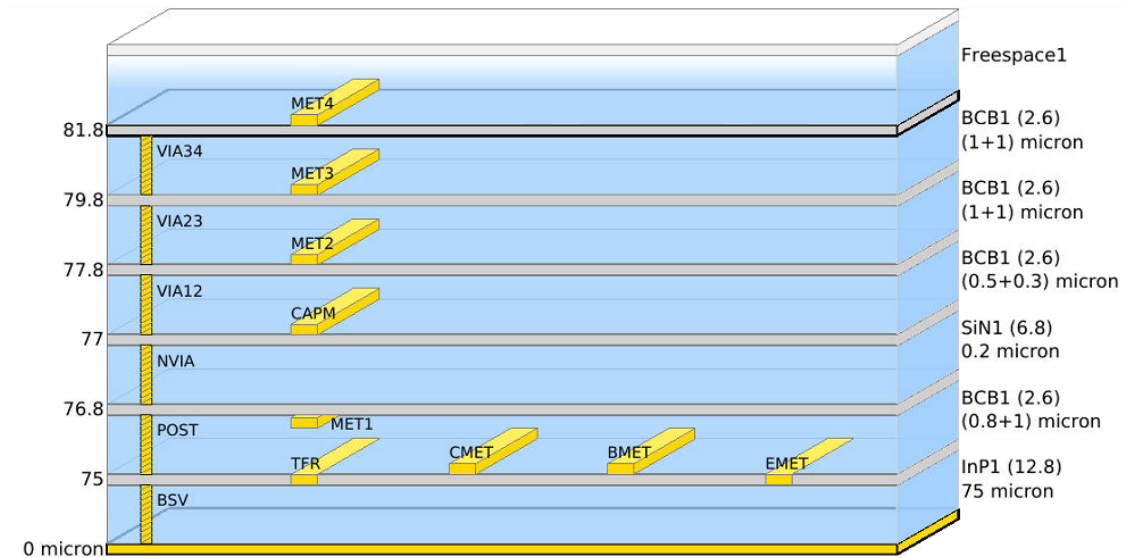 Freespace1
MET4
BCB1 (2.6)
(1+1) micron
81.8
VIA34
MET3
BCB1 (2.6)
(1+1) micron
79.8
VIA23
MET2
BCB1 (2.6)
(0.5+0.3) micron
77.8
VIA12
CAPM
SiN1 (6.8)
0.2 micron
77
NVIA
BCB1 (2.6)
(0.8+1) micron
76.8
POST
MET1
TFR
CMET
BMET
EMET
InP1 (12.8)
75 micron
75
BSV
0 micron